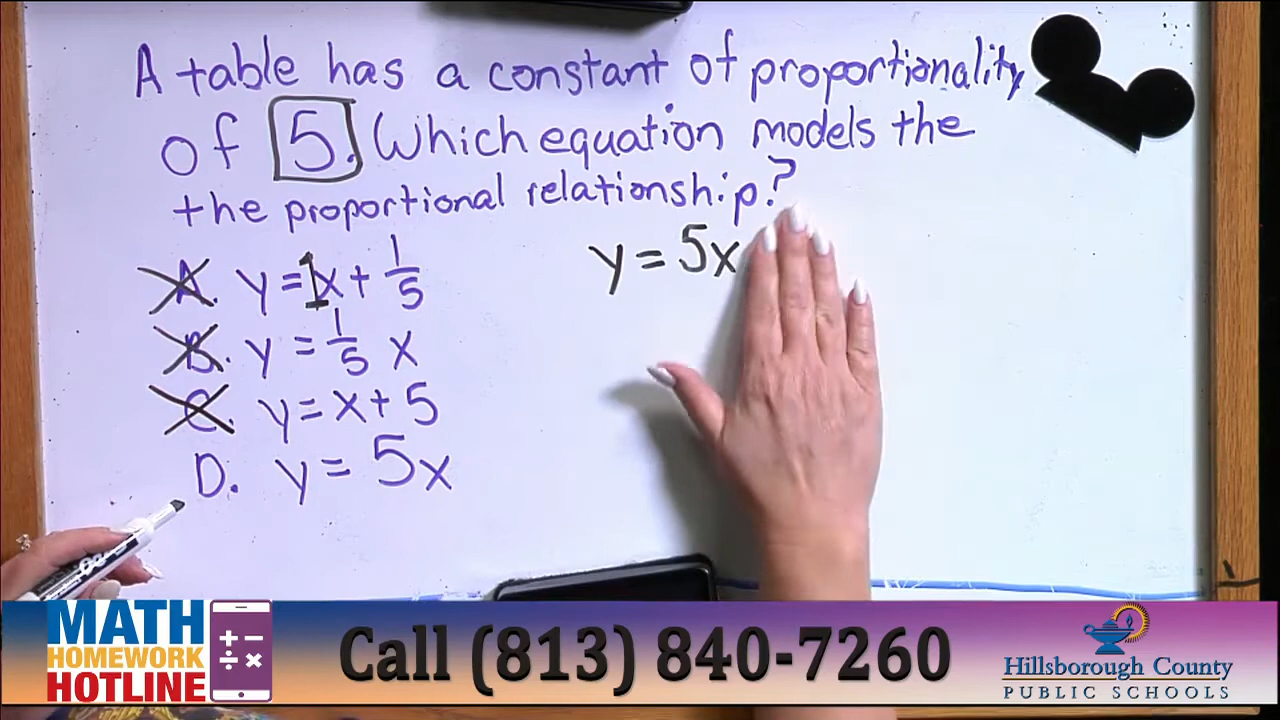 A table has a constant of proportionality
of 5. Which equation models the
the proportional relationship?
y = 5x
A. y = 1x + 1/5
B. y = 1/5 x
C. y = x + 5
D. y = 5x
MATH
HOMEWORK
HOTLINE
+ −
÷ ×
Call (813) 840-7260
Hillsborough County
PUBLIC SCHOOLS